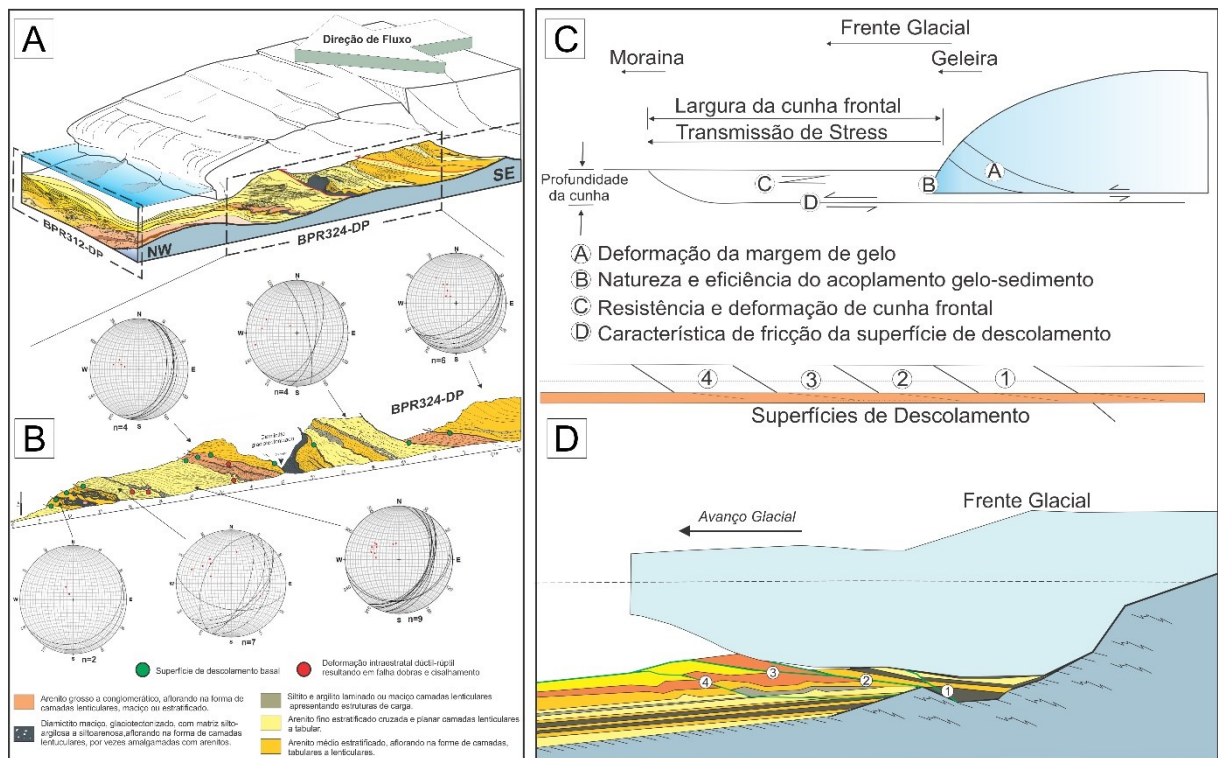 A
Direção de Fluxo
SE
NW
BPR312-DP
BPR324-DP
N
W
E
S
n=4
N
W
E
S
n=4
N
W
E
S
n=6
B
BPR324-DP
Diamictito
N
W
E
S
n=2
N
W
E
S
n=7
N
W
E
S
n=9
Superfície de descolamento basal
Deformação intraestratal dúctil-rúptil
resultando em falha dobras e cisalhamento
Arenito grosso a conglomerático, aflorando na forma de
camadas lenticulares, maciço ou estratificado.
Diamictito maciço, glaciotectonizado, com matriz silto-
argilosa a siltoarenosa,aflorando na forma de camadas
lentuculares, por vezes amalgamadas com arenitos.
Siltito e argilito laminado ou maciço camadas lenticulares
apresentando estruturas de carga.
Arenito fino estratificado cruzada e planar camadas lenticulares
a tabular.
Arenito médio estratificado, aflorando na forme de camadas,
tabulares a lenticulares.
C
Frente Glacial
Moraina
Geleira
Largura da cunha frontal
Transmissão de Stress
Profundidade
da cunha
A
B
C
D
A Deformação da margem de gelo
B Natureza e eficiência do acoplamento gelo-sedimento
C Resistência e deformação de cunha frontal
D Característica de fricção da superfície de descolamento
4 3 2 1
Superfícies de Descolamento
D
Frente Glacial
Avanço Glacial
4 3 2 1